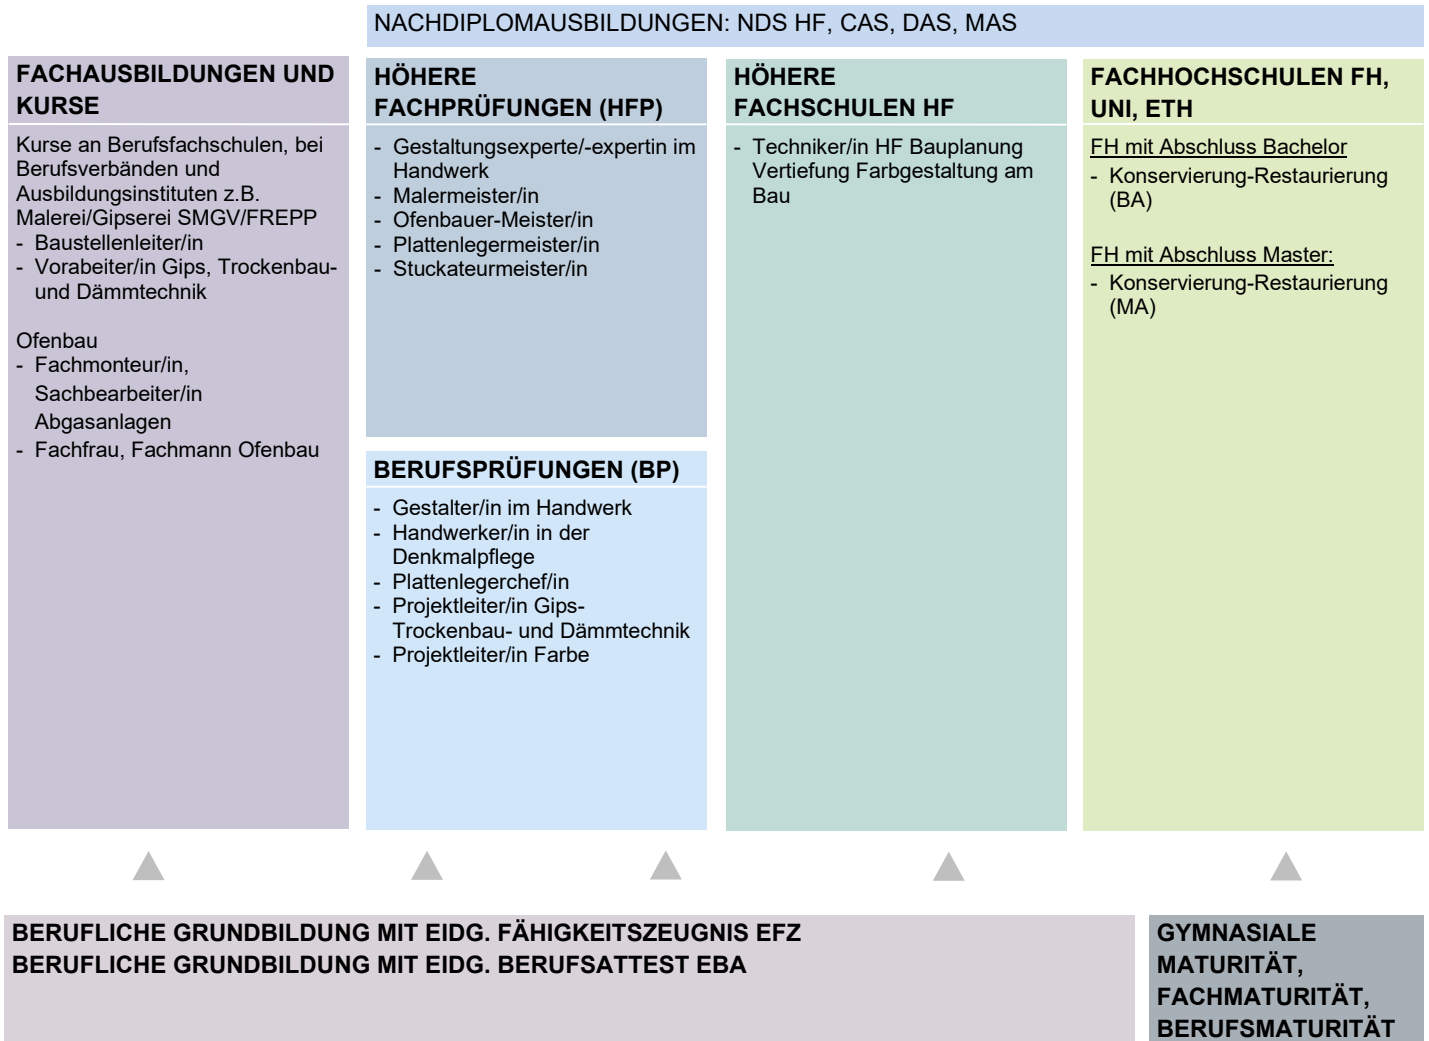 NACHDIPLOMAUSBILDUNGEN: NDS HF, CAS, DAS, MAS
FACHAUSBILDUNGEN UND
KURSE
Kurse an Berufsfachschulen, bei
Berufsverbänden und
Ausbildungsinstituten z.B.
Malerei/Gipserei SMGV/FREPP
- Baustellenleiter/in
- Vorabeiter/in Gips, Trockenbau-
und Dämmtechnik
Ofenbau
- Fachmonteur/in,
Sachbearbeiter/in
Abgasanlagen
- Fachfrau, Fachmann Ofenbau
HÖHERE
FACHPRÜFUNGEN (HFP)
- Gestaltungsexperte/-expertin im
Handwerk
- Malermeister/in
- Ofenbauer-Meister/in
- Plattenlegermeister/in
- Stuckateurmeister/in
BERUFSPRÜFUNGEN (BP)
- Gestalter/in im Handwerk
- Handwerker/in in der
Denkmalpflege
- Plattenlegerchef/in
- Projektleiter/in Gips-
Trockenbau- und Dämmtechnik
- Projektleiter/in Farbe
HÖHERE
FACHSCHULEN HF
- Techniker/in HF Bauplanung
Vertiefung Farbgestaltung am
Bau
FACHHOCHSCHULEN FH,
UNI, ETH
FH mit Abschluss Bachelor
- Konservierung-Restaurierung
(BA)
FH mit Abschluss Master:
- Konservierung-Restaurierung
(MA)
BERUFLICHE GRUNDBILDUNG MIT EIDG. FÄHIGKEITSZEUGNIS EFZ
BERUFLICHE GRUNDBILDUNG MIT EIDG. BERUFSATTEST EBA
GYMNASIALE
MATURITÄT,
FACHMATURITÄT,
BERUFSMATURITÄT